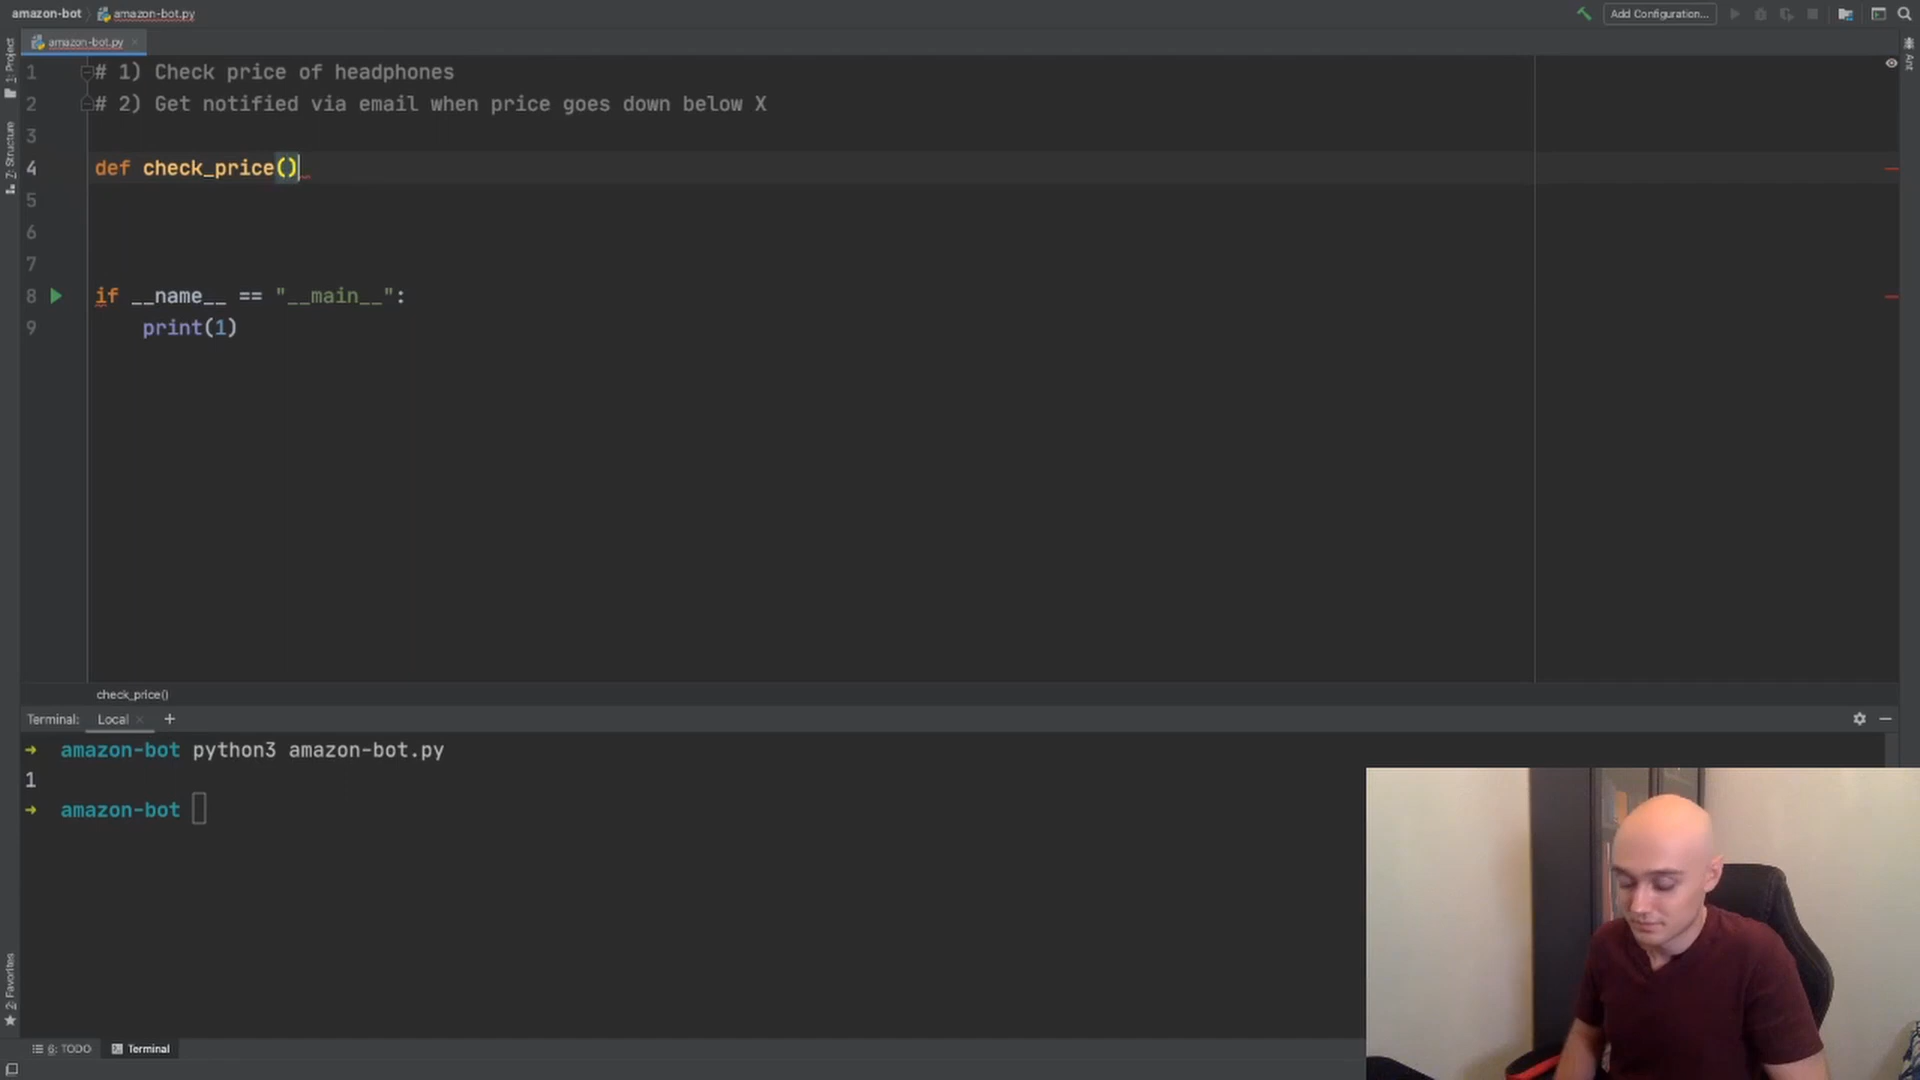 amazon-bot amazon-bot.py
Add Configuration...
amazon-bot.py
1: Project
Ant
1 # 1) Check price of headphones
2 # 2) Get notified via email when price goes down below X
3
4 def check_price()
5
6
7
8 if __name__ == "__main__":
9 print(1)
Z: Structure
check_price()
Terminal: Local +
→ amazon-bot python3 amazon-bot.py
1
→ amazon-bot
2: Favorites
6: TODO Terminal